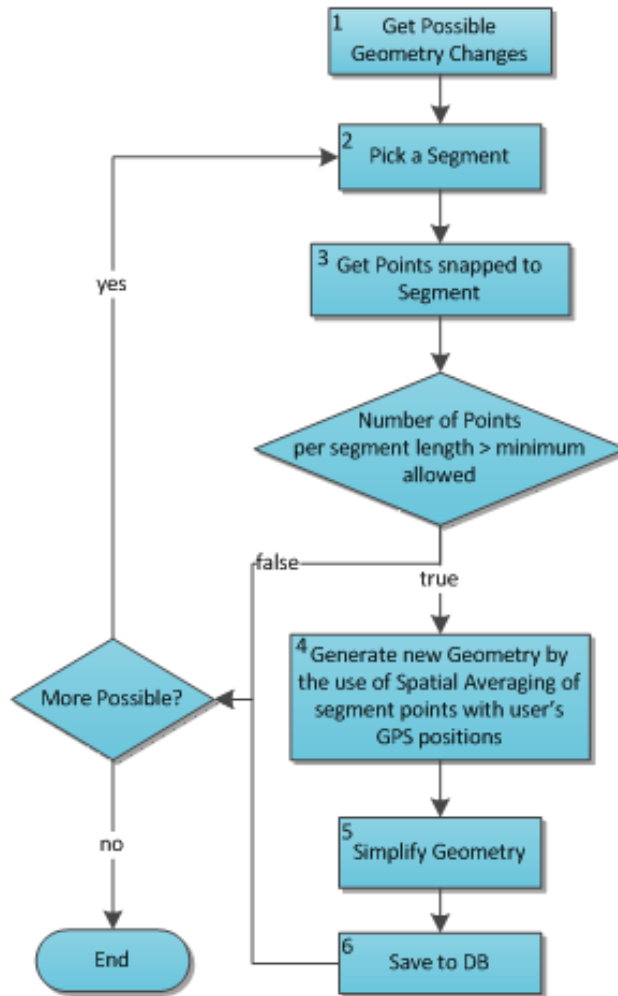 1
Get Possible
Geometry Changes
2
Pick a Segment
3
Get Points snapped to
Segment
yes
Number of Points
per segment length > minimum
allowed
false
true
4
Generate new Geometry by
the use of Spatial Averaging of
segment points with user's
GPS positions
More Possible?
5
Simplify Geometry
no
6
Save to DB
End